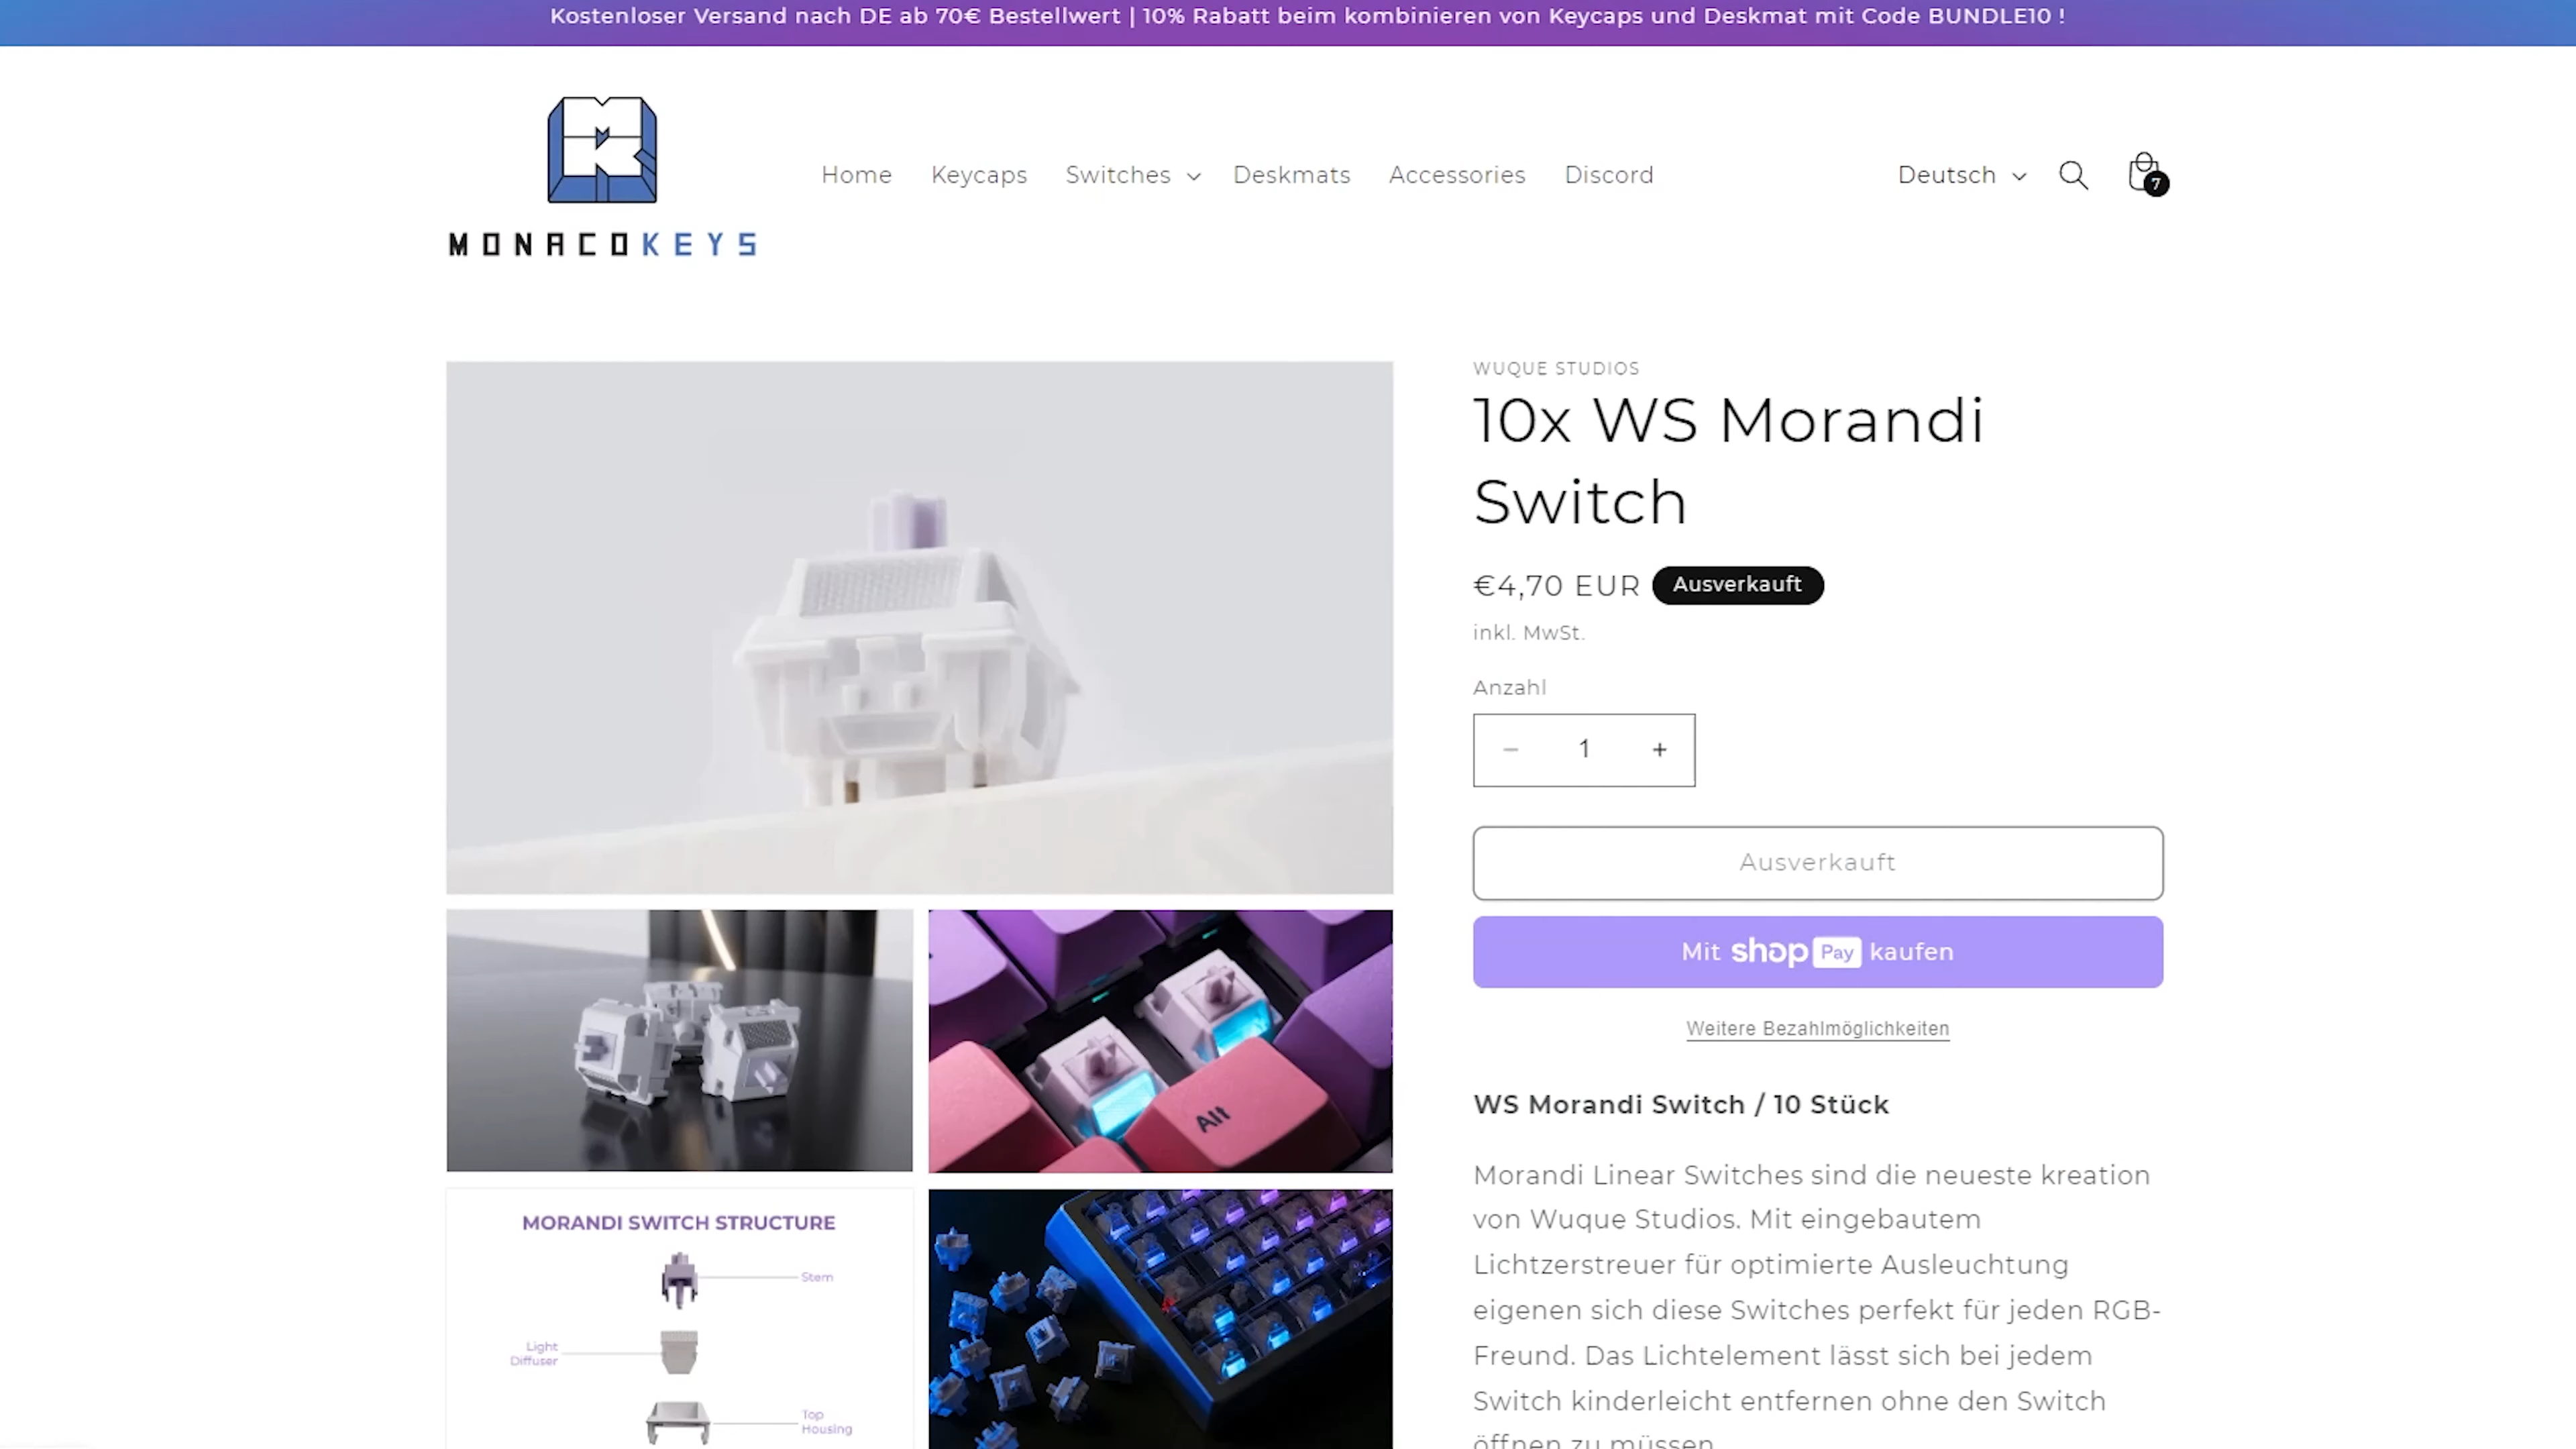 Kostenloser Versand nach DE ab 70€ Bestellwert | 10% Rabatt beim kombinieren von Keycaps und Deskmat mit Code BUNDLE10 !
MONACOKEYS
Home Keycaps Switches Deskmats Accessories Discord
Deutsch
7
WUQUE STUDIOS
10x WS Morandi
Switch
€4,70 EUR Ausverkauft
inkl. MwSt.
Anzahl
− 1 +
Ausverkauft
Mit shop Pay kaufen
Weitere Bezahlmöglichkeiten
WS Morandi Switch / 10 Stück
Morandi Linear Switches sind die neueste kreation
von Wuque Studios. Mit eingebautem
Lichtzerstreuer für optimierte Ausleuchtung
eigenen sich diese Switches perfekt für jeden RGB-
Freund. Das Lichtelement lässt sich bei jedem
Switch kinderleicht entfernen ohne den Switch
öffnen zu müssen
Alt
MORANDI SWITCH STRUCTURE
Stem
Light
Diffuser
Top
Housing